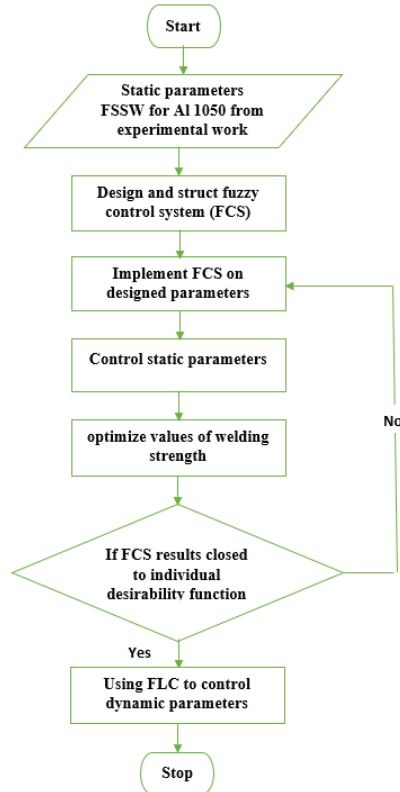 Start
Static parameters
FSSW for Al 1050 from
experimental work
Design and struct fuzzy
control system (FCS)
Implement FCS on
designed parameters
Control static parameters
No
optimize values of welding
strength
If FCS results closed
to individual
desirability function
Yes
Using FLC to control
dynamic parameters
Stop